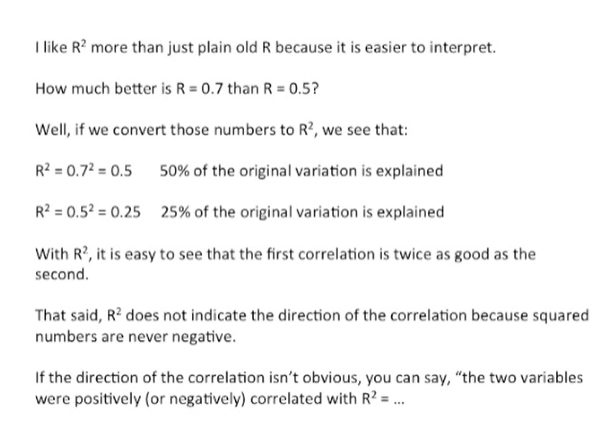 I like R² more than just plain old R because it is easier to interpret.
How much better is R = 0.7 than R = 0.5?
Well, if we convert those numbers to R², we see that:
R² = 0.7² = 0.5 50% of the original variation is explained
R² = 0.5² = 0.25 25% of the original variation is explained
With R², it is easy to see that the first correlation is twice as good as the
second.
That said, R² does not indicate the direction of the correlation because squared
numbers are never negative.
If the direction of the correlation isn't obvious, you can say, “the two variables
were positively (or negatively) correlated with R² = ...